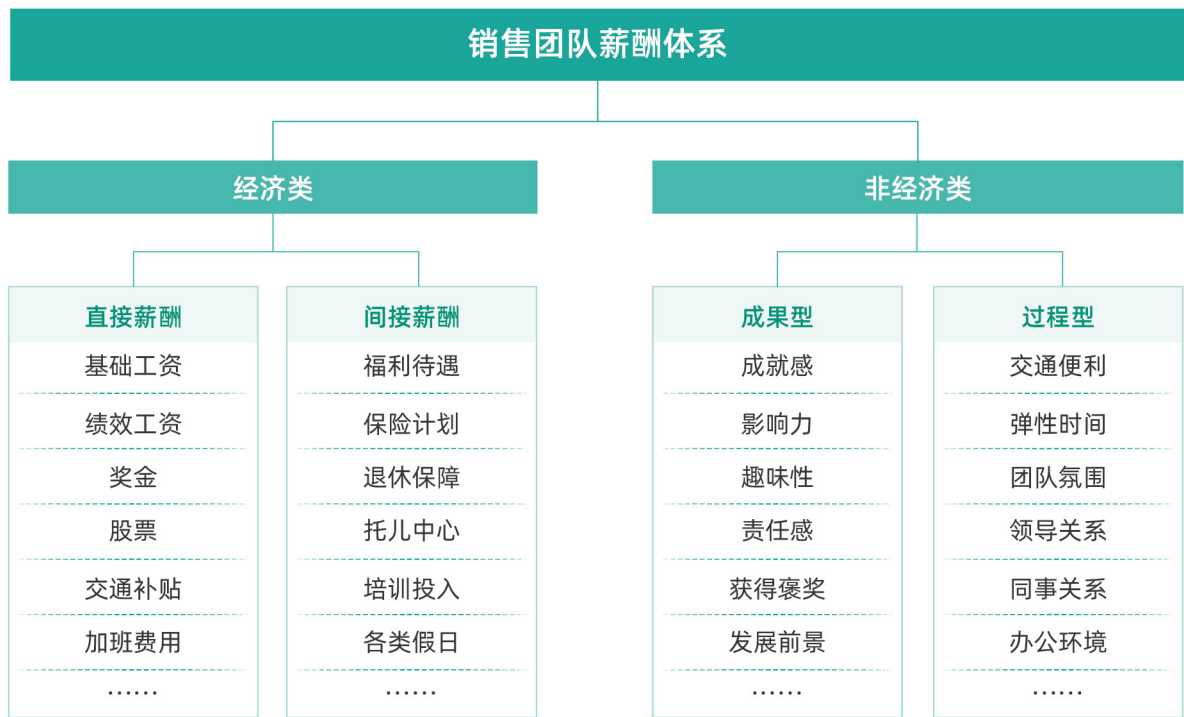 销售团队薪酬体系
经济类
非经济类
直接薪酬
基础工资
绩效工资
奖金
股票
交通补贴
加班费用
……
间接薪酬
福利待遇
保险计划
退休保障
托儿中心
培训投入
各类假日
……
成果型
成就感
影响力
趣味性
责任感
获得褒奖
发展前景
……
过程型
交通便利
弹性时间
团队氛围
领导关系
同事关系
办公环境
……